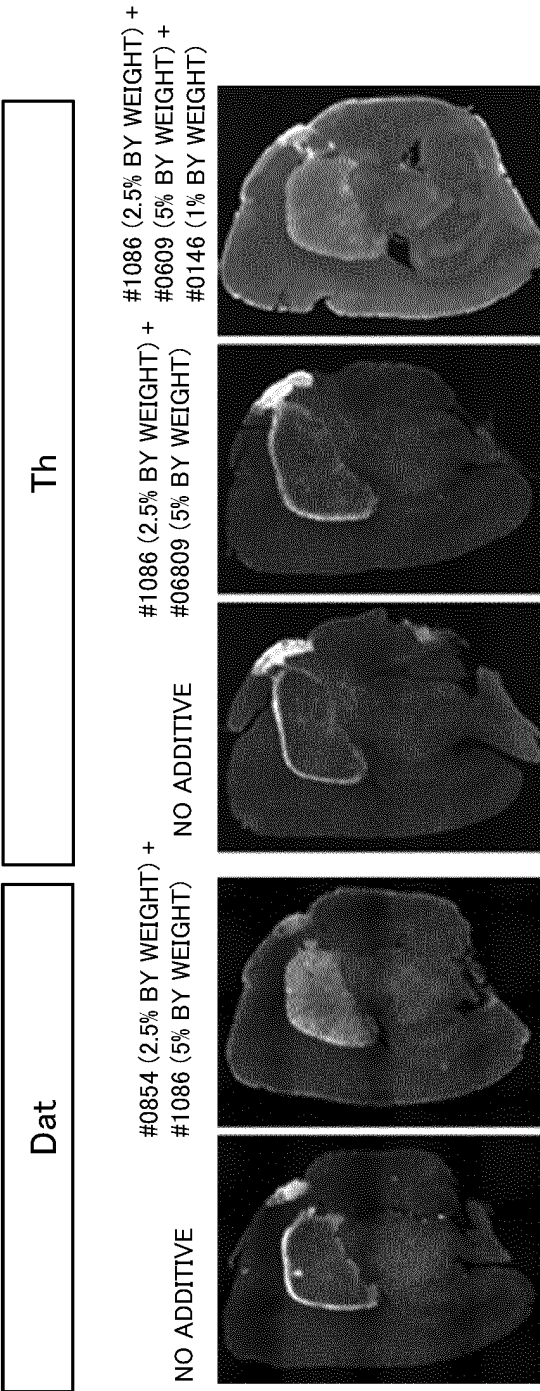 Dat
Th
NO ADDITIVE
#0854 (2.5% BY WEIGHT) +
#1086 (5% BY WEIGHT)
NO ADDITIVE
#1086 (2.5% BY WEIGHT) +
#06809 (5% BY WEIGHT)
#1086 (2.5% BY WEIGHT) +
#0609 (5% BY WEIGHT) +
#0146 (1% BY WEIGHT)